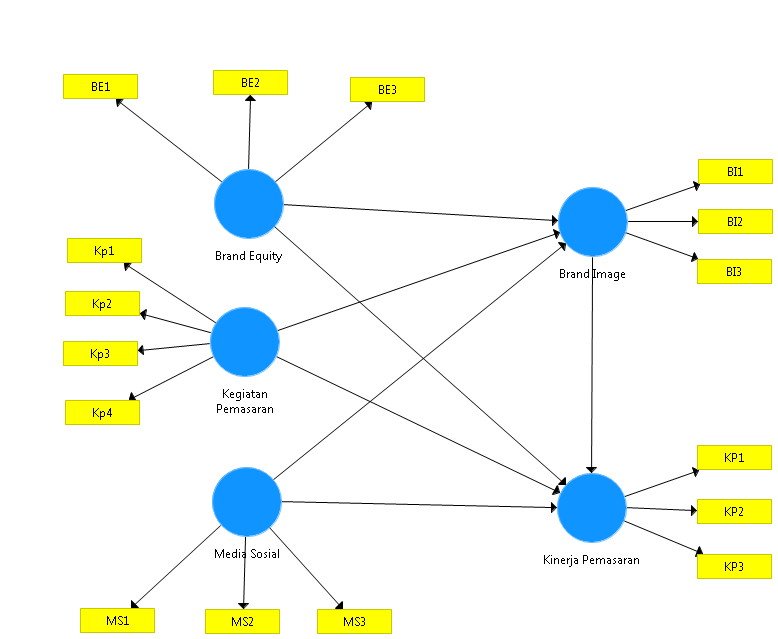 BE1
BE2
BE3
Brand Equity
BI1
BI2
BI3
Brand Image
Kp1
Kp2
Kp3
Kp4
Kegiatan
Pemasaran
Media Sosial
MS1
MS2
MS3
KP1
KP2
KP3
Kinerja Pemasaran